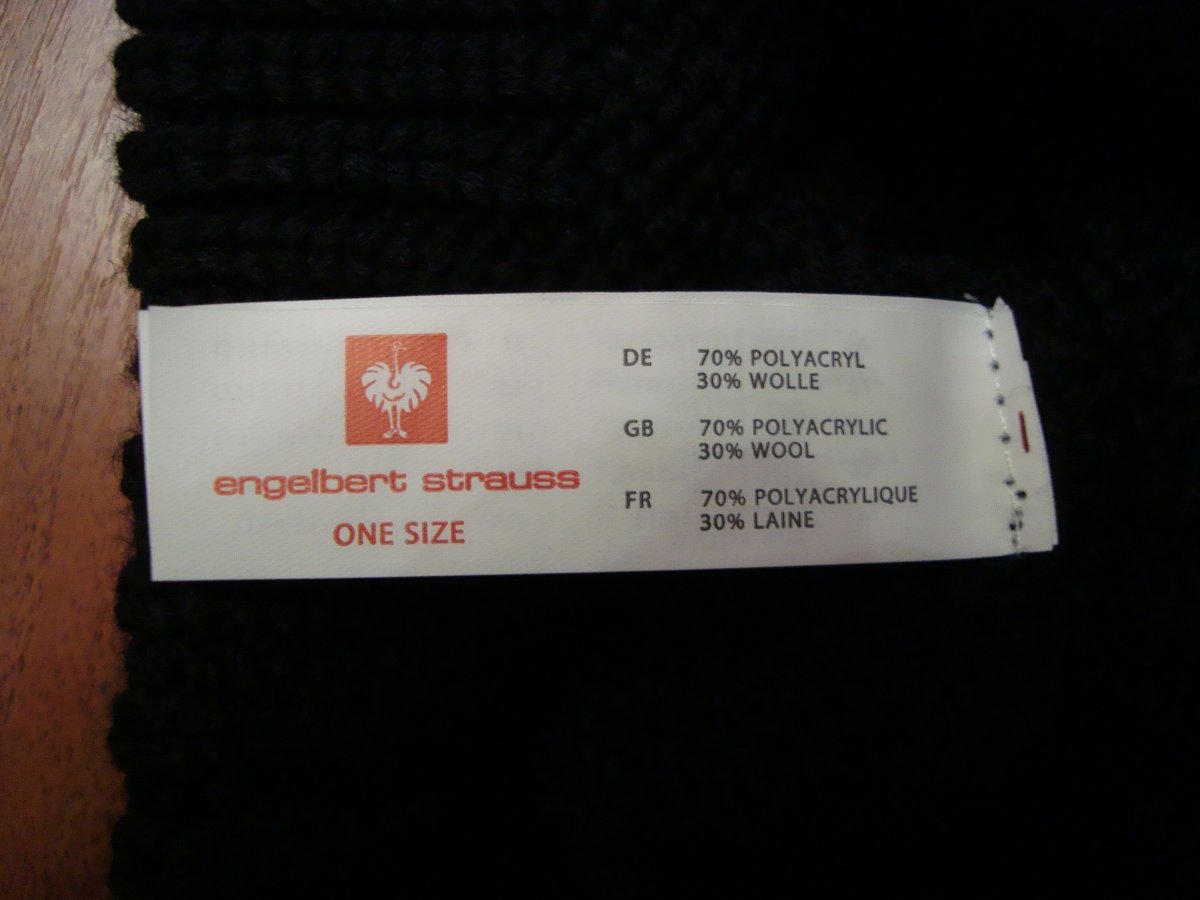 engelbert strauss
ONE SIZE
DE 70% POLYACRYL
30% WOLLE
GB 70% POLYACRYLIC
30% WOOL
FR 70% POLYACRYLIQUE
30% LAINE